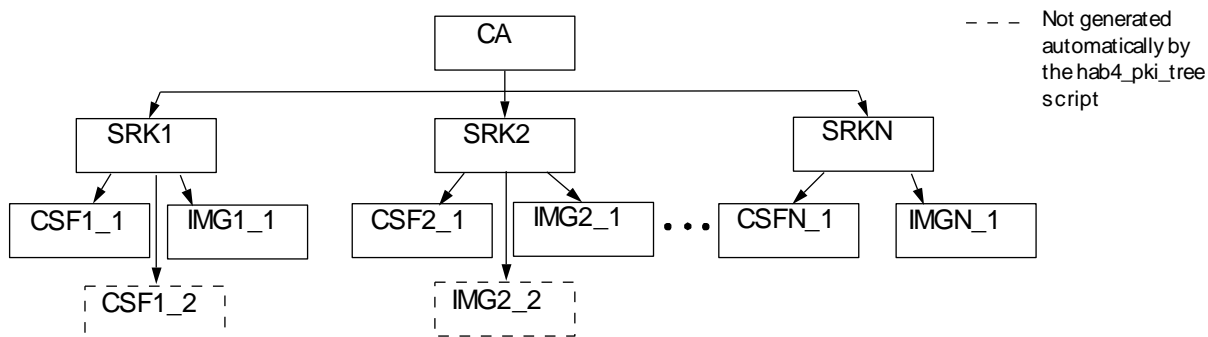 CA
Not generated
automatically by
the hab4_pki_tree
script
SRK1
SRK2
SRKN
CSF1_1
IMG1_1
CSF2_1
IMG2_1
CSFN_1
IMGN_1
CSF1_2
IMG2_2